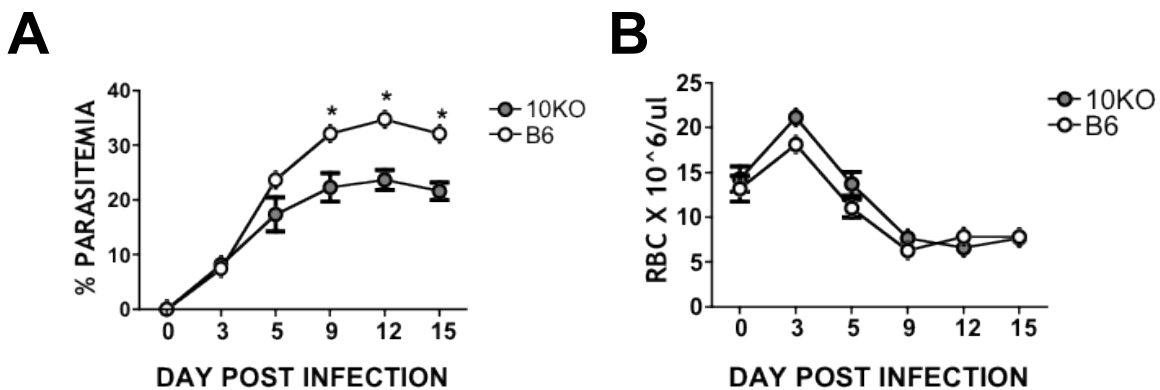 A
% PARASITEMIA
40
30
20
10
0
* * *
10KO
B6
0 3 5 9 12 15
DAY POST INFECTION
B
RBC X 10^6/ul
25
20
15
10
5
0
10KO
B6
0 3 5 9 12 15
DAY POST INFECTION